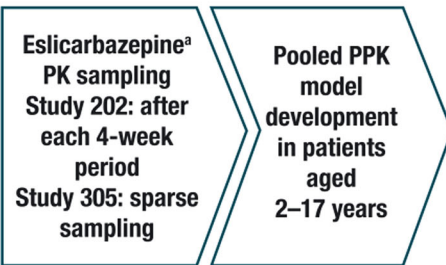 Eslicarbazepineᵃ
PK sampling
Study 202: after
each 4-week
period
Study 305: sparse
sampling
Pooled PPK
model
development
in patients
aged
2–17 years